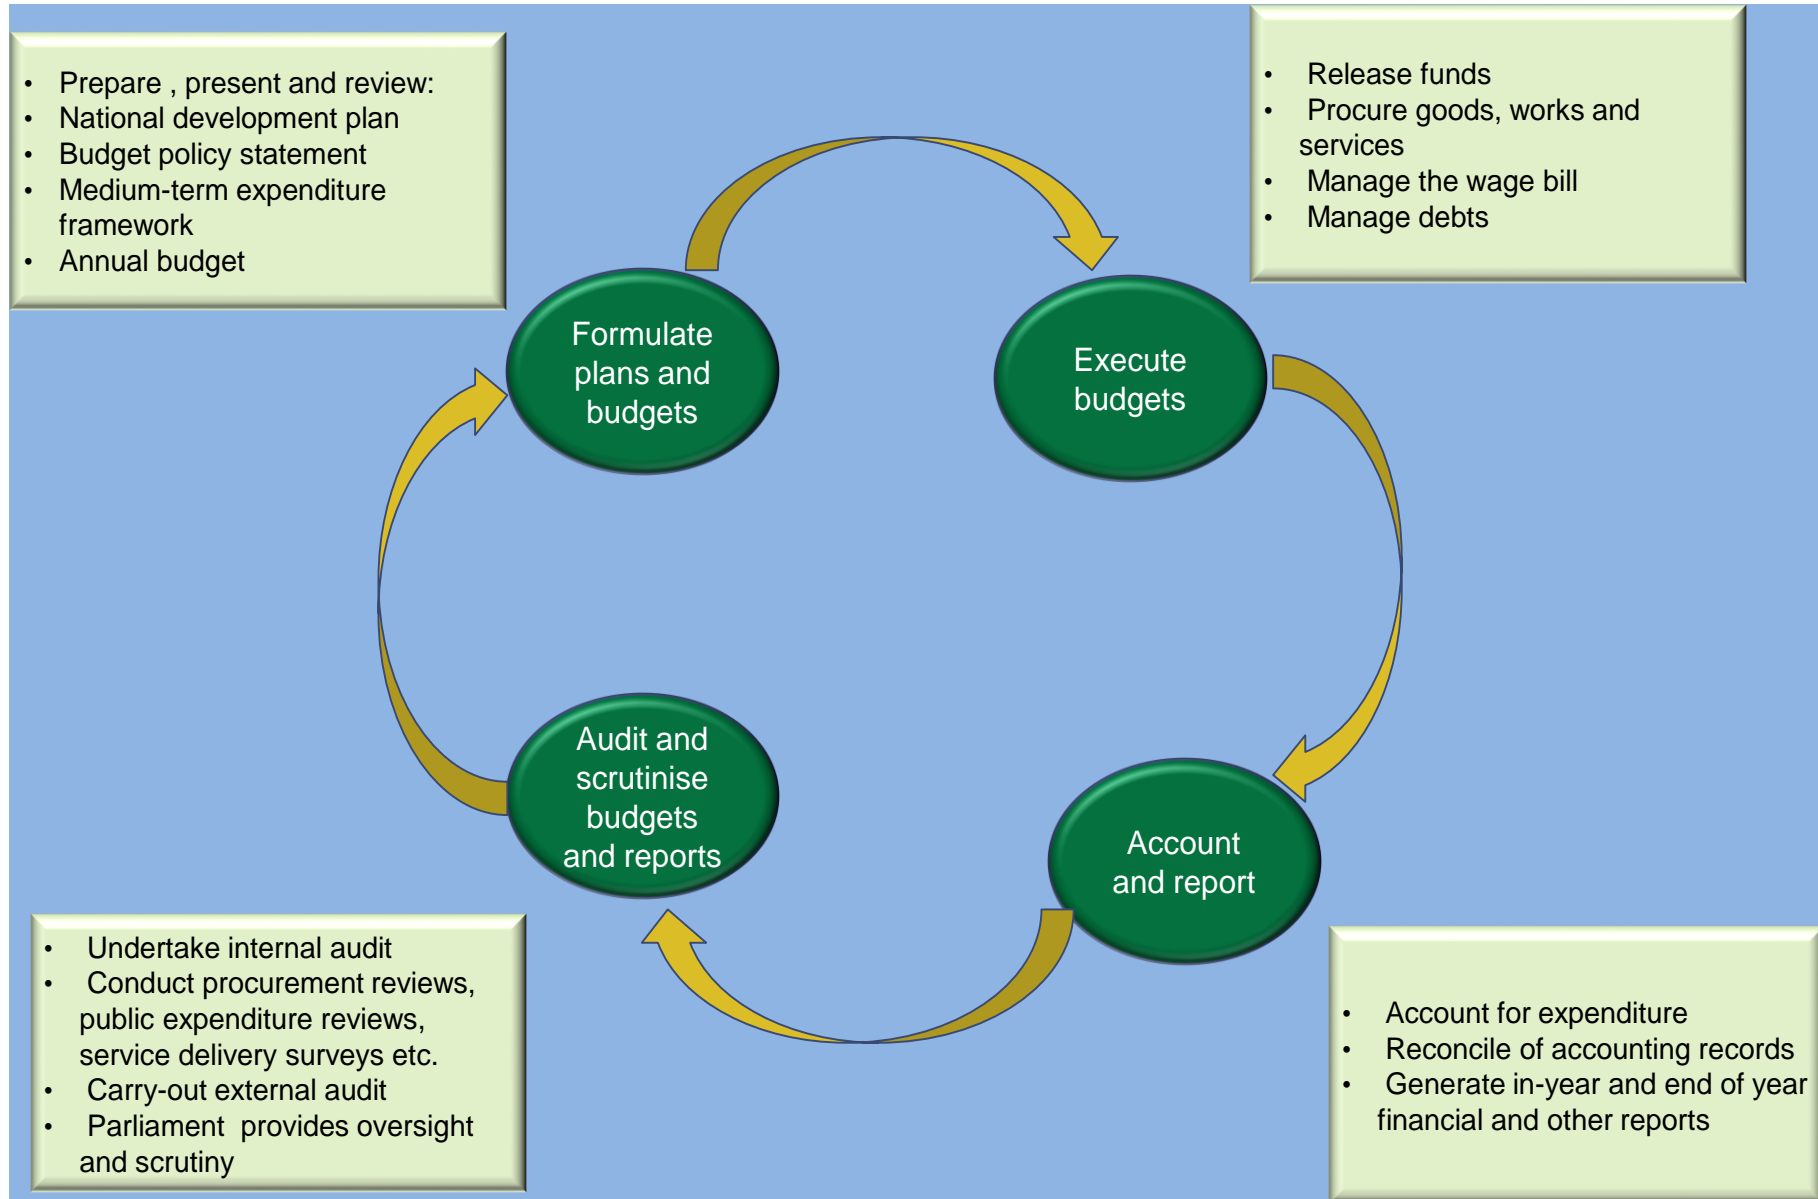 • Prepare , present and review:
• National development plan
• Budget policy statement
• Medium-term expenditure
framework
• Annual budget
• Release funds
• Procure goods, works and
services
• Manage the wage bill
• Manage debts
Formulate
plans and
budgets
Execute
budgets
Audit and
scrutinise
budgets
and reports
Account
and report
• Undertake internal audit
• Conduct procurement reviews,
public expenditure reviews,
service delivery surveys etc.
• Carry-out external audit
• Parliament provides oversight
and scrutiny
• Account for expenditure
• Reconcile of accounting records
• Generate in-year and end of year
financial and other reports